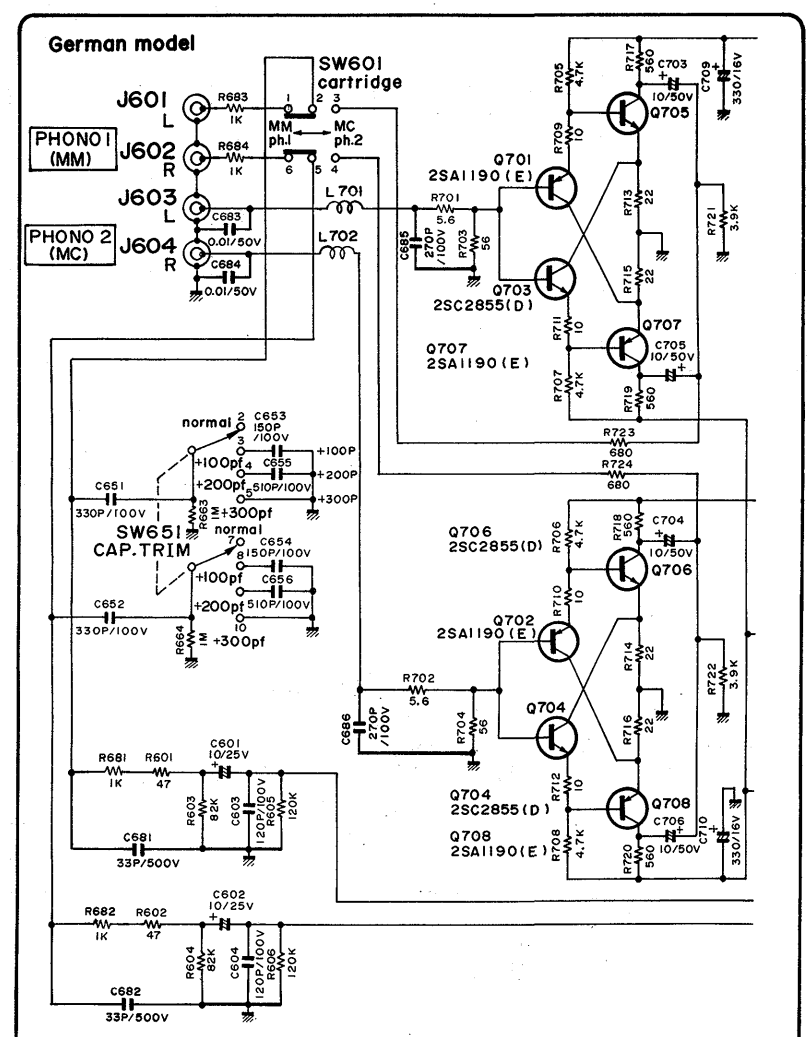 German model
J601
L
PHONO 1
(MM)
J602
R
J603
L
PHONO 2
(MC)
J604
R
R683
1K
R684
1K
SW601
cartridge
1 2 3
MM MC
ph.1 ph.2
6 5 4
C683
0.01/50V
C684
0.01/50V
L701
L702
R701
5.6
C685
270P
/100V
R703
56
Q701
2SA1190(E)
Q703
2SC2855(D)
Q707
2SA1190(E)
R705
4.7K
R709
10
R711
10
R707
4.7K
R717
560
C703
10/50V
+
Q705
R713
22
R715
22
Q707
C705
10/50V
+
R719
560
C709
+
330/16V
R721
3.9K
R723
680
R724
680
normal
2
C653
150P
/100V
3
+100pf
4
C655
510P/100V
+200pf
5
+300pf
+100P
+200P
+300P
C651
330P/100V
R663
1M
SW651
CAP.TRIM
normal
7
C654
150P/100V
8
+100pf
C656
510P/100V
+200pf
10
+300pf
C652
330P/100V
R664
1M
Q706
2SC2855(D)
Q702
2SA1190(E)
Q704
Q704
2SC2855(D)
Q708
2SA1190(E)
R702
5.6
C686
270P
/100V
R704
56
R706
4.7K
R710
10
R712
10
R708
4.7K
R718
560
C704
10/50V
+
Q706
R714
22
R716
22
Q708
C706
10/50V
+
R720
560
R722
3.9K
C710
+
330/16V
R681
1K
R601
47
C601
10/25V
+
R603
82K
C603
120P/100V
R605
120K
C681
33P/500V
R682
1K
R602
47
C602
10/25V
+
R604
82K
C604
120P/100V
R606
120K
C682
33P/500V